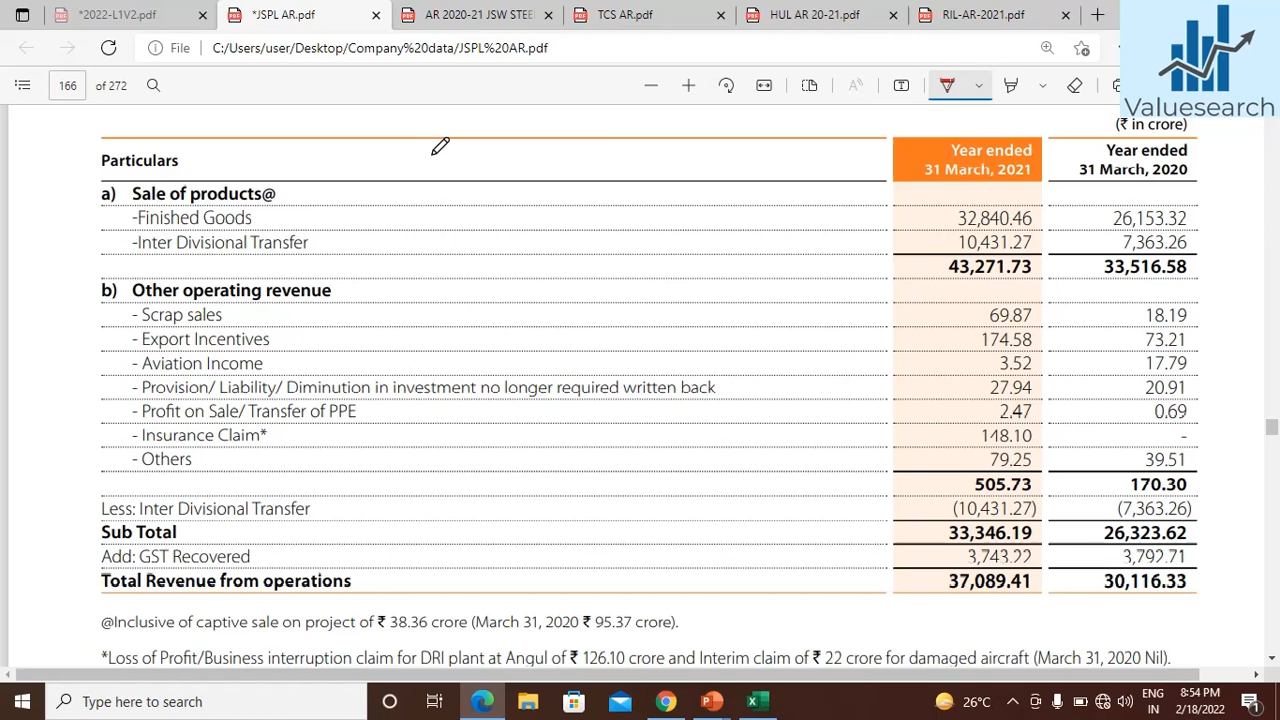 *2022-L1V2.pdf
*JSPL AR.pdf
AR 2020-21 JSW STEE
TCS AR.pdf
HUL AR 20-21.pdf
RIL-AR-2021.pdf
File C:/Users/user/Desktop/Company%20data/JSPL%20AR.pdf
166 of 272
Valuesearch
(₹ in crore)
Particulars Year ended 31 March, 2021 Year ended 31 March, 2020
a) Sale of products@
-Finished Goods 32,840.46 26,153.32
-Inter Divisional Transfer 10,431.27 7,363.26
43,271.73 33,516.58
b) Other operating revenue
- Scrap sales 69.87 18.19
- Export Incentives 174.58 73.21
- Aviation Income 3.52 17.79
- Provision/ Liability/ Diminution in investment no longer required written back 27.94 20.91
- Profit on Sale/ Transfer of PPE 2.47 0.69
- Insurance Claim* 148.10 -
- Others 79.25 39.51
505.73 170.30
Less: Inter Divisional Transfer (10,431.27) (7,363.26)
Sub Total 33,346.19 26,323.62
Add: GST Recovered 3,743.22 3,792.71
Total Revenue from operations 37,089.41 30,116.33
@Inclusive of captive sale on project of ₹ 38.36 crore (March 31, 2020 ₹ 95.37 crore).
*Loss of Profit/Business interruption claim for DRI plant at Angul of ₹ 126.10 crore and Interim claim of ₹ 22 crore for damaged aircraft (March 31, 2020 Nil).
Type here to search
26°C
ENG
IN
8:54 PM
2/18/2022
1